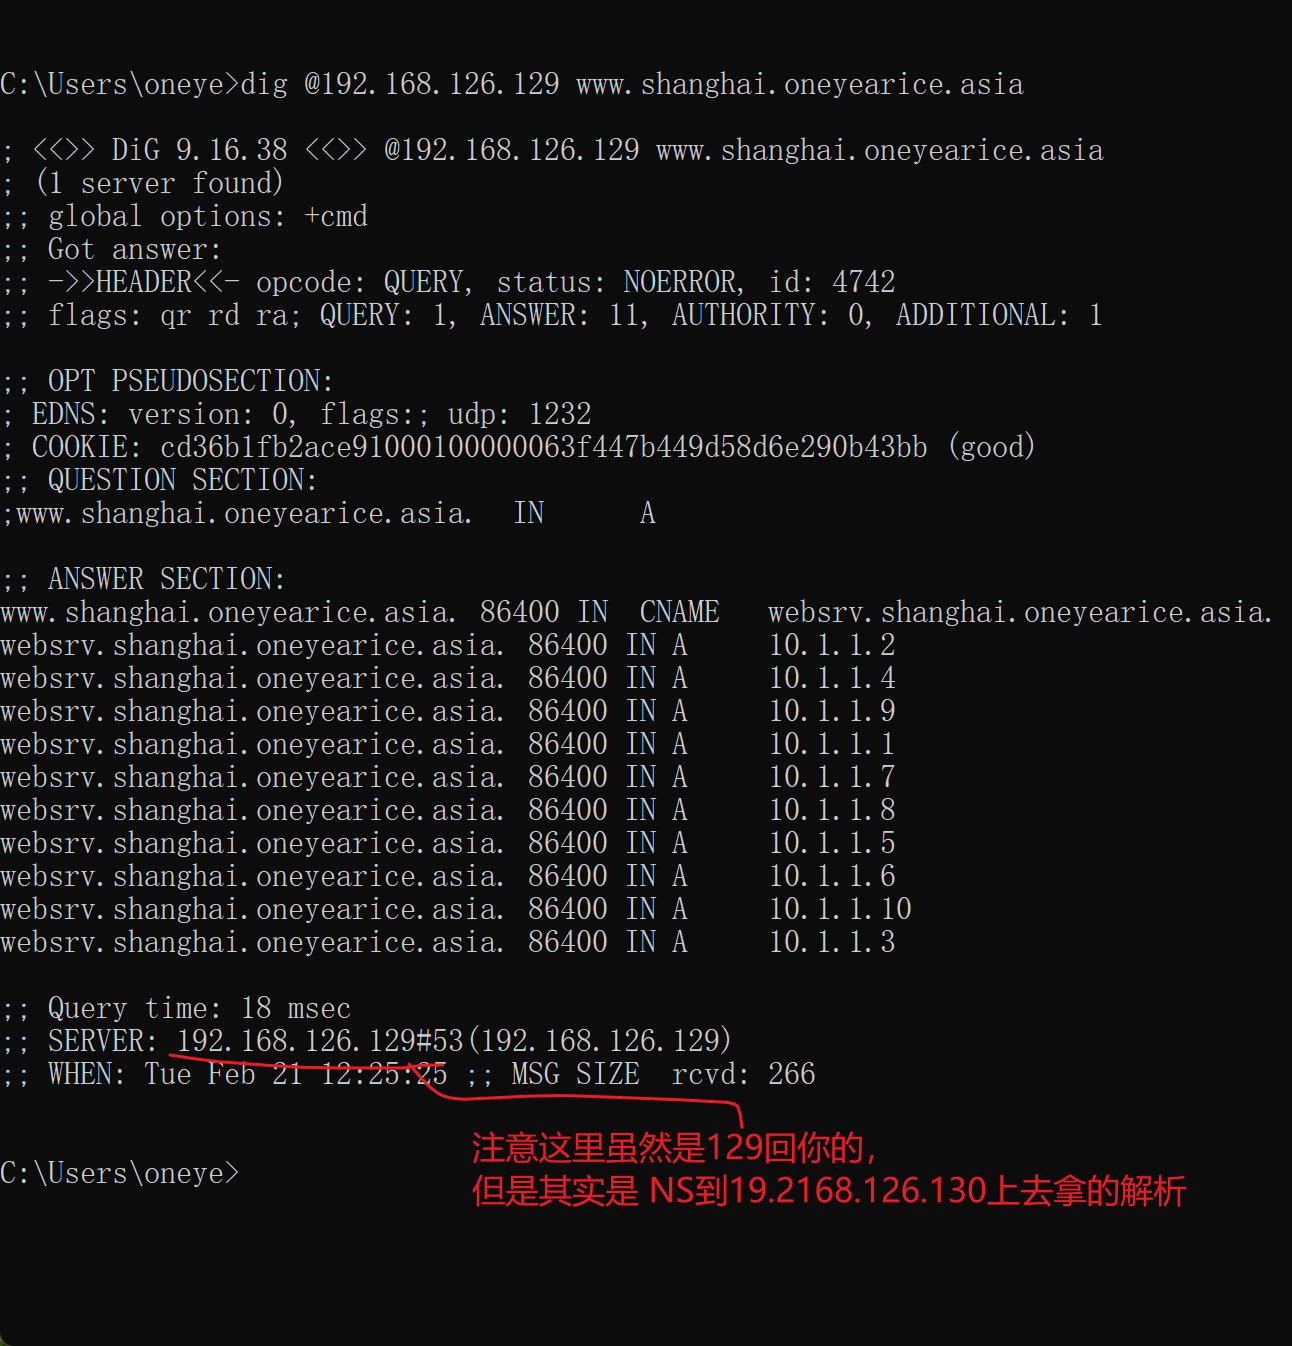 C:\Users\oneye>dig @192.168.126.129 www.shanghai.oneyearice.asia
; <<>> DiG 9.16.38 <<>> @192.168.126.129 www.shanghai.oneyearice.asia
; (1 server found)
;; global options: +cmd
;; Got answer:
;; ->>HEADER<<- opcode: QUERY, status: NOERROR, id: 4742
;; flags: qr rd ra; QUERY: 1, ANSWER: 11, AUTHORITY: 0, ADDITIONAL: 1
;; OPT PSEUDOSECTION:
; EDNS: version: 0, flags:; udp: 1232
; COOKIE: cd36b1fb2ace91000100000063f447b449d58d6e290b43bb (good)
;; QUESTION SECTION:
;www.shanghai.oneyearice.asia. IN A
;; ANSWER SECTION:
www.shanghai.oneyearice.asia. 86400 IN CNAME websrv.shanghai.oneyearice.asia.
websrv.shanghai.oneyearice.asia. 86400 IN A 10.1.1.2
websrv.shanghai.oneyearice.asia. 86400 IN A 10.1.1.4
websrv.shanghai.oneyearice.asia. 86400 IN A 10.1.1.9
websrv.shanghai.oneyearice.asia. 86400 IN A 10.1.1.1
websrv.shanghai.oneyearice.asia. 86400 IN A 10.1.1.7
websrv.shanghai.oneyearice.asia. 86400 IN A 10.1.1.8
websrv.shanghai.oneyearice.asia. 86400 IN A 10.1.1.5
websrv.shanghai.oneyearice.asia. 86400 IN A 10.1.1.6
websrv.shanghai.oneyearice.asia. 86400 IN A 10.1.1.10
websrv.shanghai.oneyearice.asia. 86400 IN A 10.1.1.3
;; Query time: 18 msec
;; SERVER: 192.168.126.129#53(192.168.126.129)
;; WHEN: Tue Feb 21 12:25:25 ;; MSG SIZE rcvd: 266
注意这里虽然是129回你的，
但是其实是 NS到19.2168.126.130上去拿的解析
C:\Users\oneye>